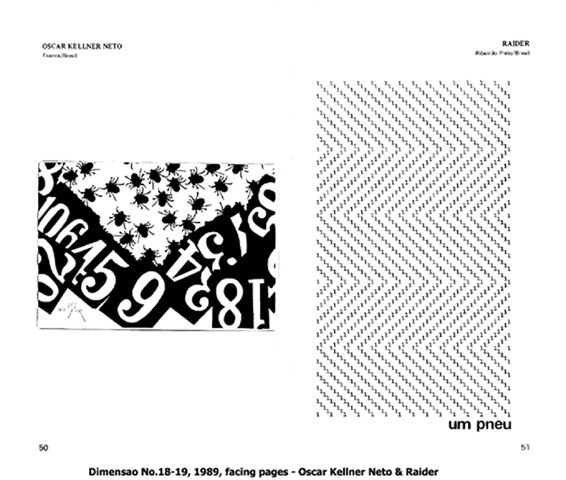 OSCAR KELLNER NETO
Franca/Brasil
RAIDER
Ribeirão Preto/Brasil
um pneu
50
51
Dimensao No.18-19, 1989, facing pages - Oscar Kellner Neto & Raider